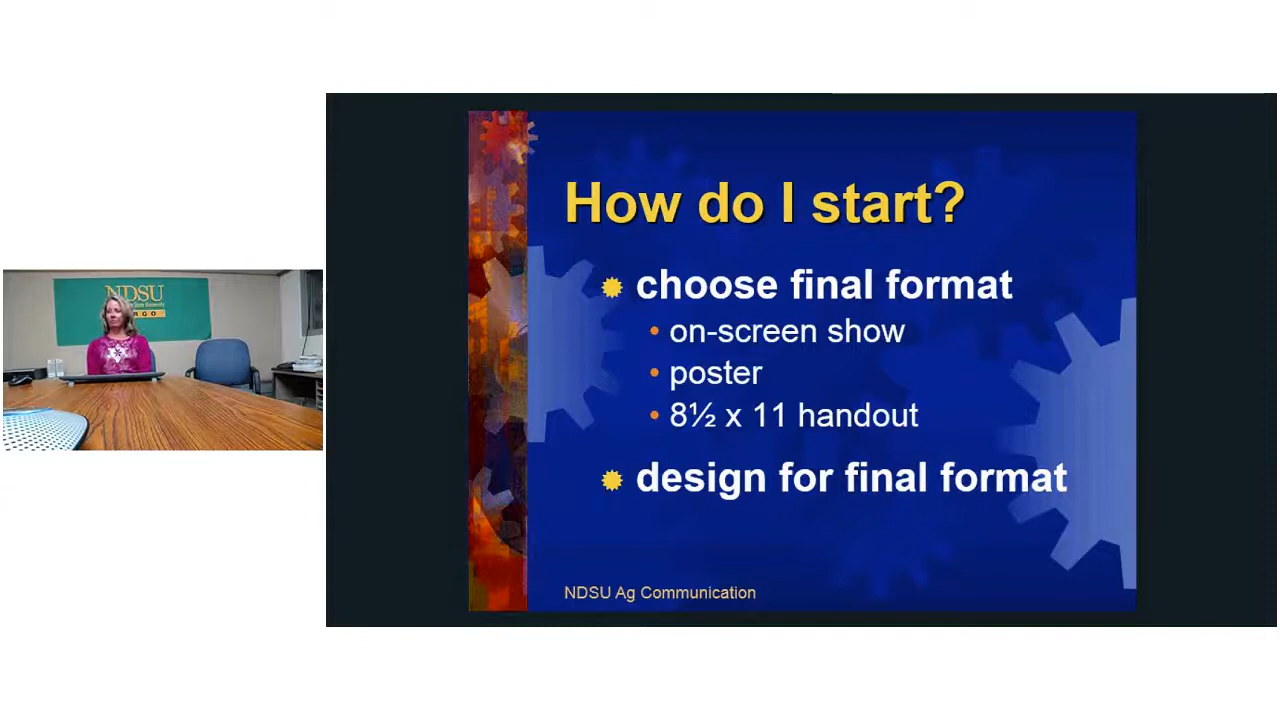 How do I start?
choose final format
on-screen show
poster
8½ x 11 handout
design for final format
NDSU Ag Communication
NDSU